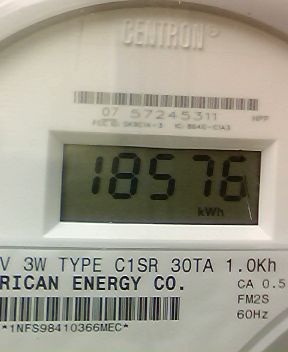 CENTRON®
07 57245311
HPP
18576
kWh
V 3W TYPE C1SR 30TA 1.0Kh
RICAN ENERGY CO.
CA 0.5
FM2S
60Hz
*1NFS98410366MEC*